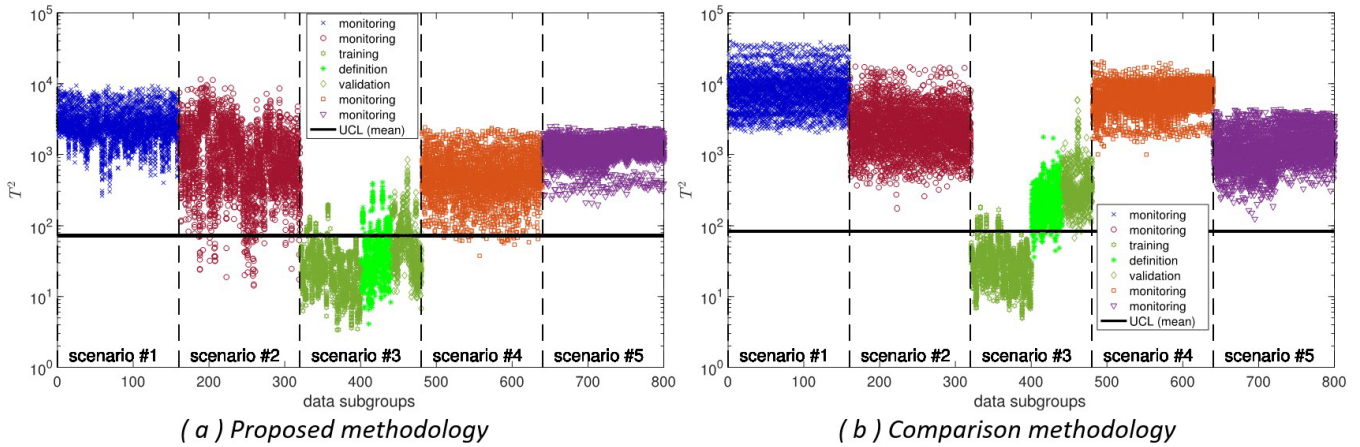 10^5
10^4
10^3
10^2
10^1
10^0
T^2
monitoring
monitoring
training
definition
validation
monitoring
monitoring
UCL (mean)
scenario #1 scenario #2 scenario #3 scenario #4 scenario #5
0 100 200 300 400 500 600 700 800
data subgroups
( a ) Proposed methodology
10^5
10^4
10^3
10^2
10^1
10^0
T^2
monitoring
monitoring
training
definition
validation
monitoring
monitoring
UCL (mean)
scenario #1 scenario #2 scenario #3 scenario #4 scenario #5
0 100 200 300 400 500 600 700 800
data subgroups
( b ) Comparison methodology